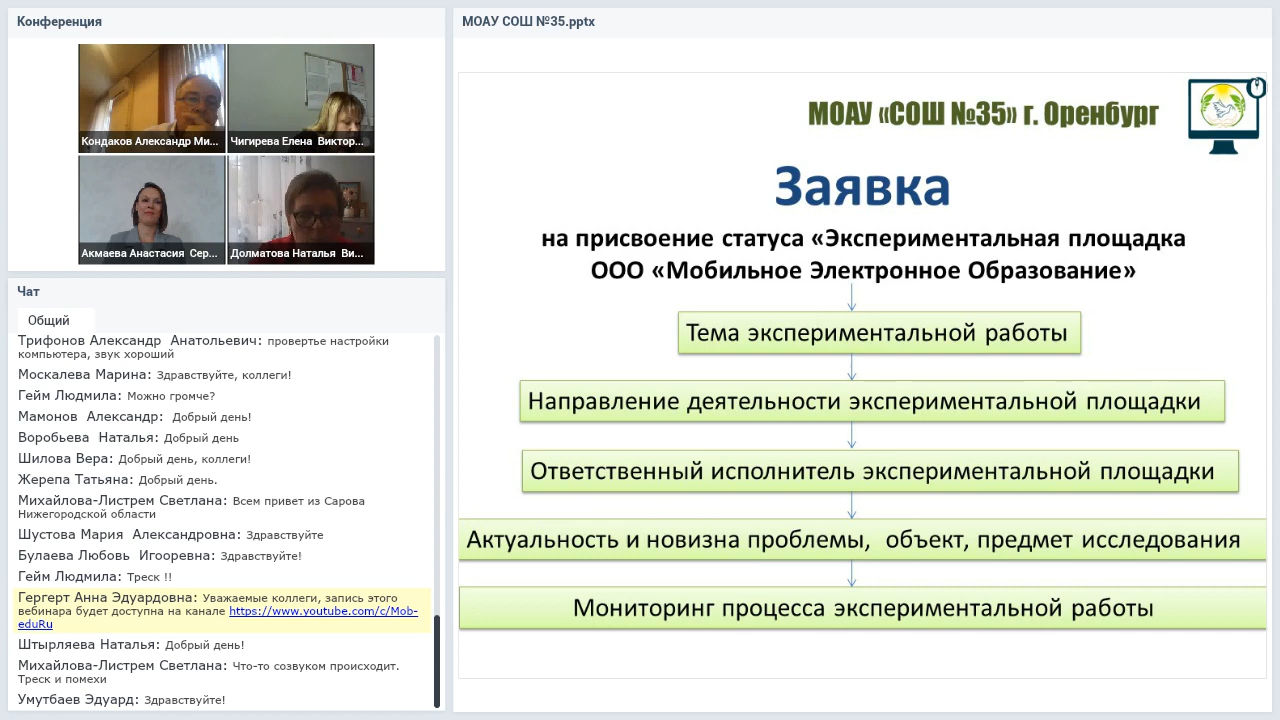 Конференция
Кондаков Александр Ми...
Чигирева Елена Виктор...
Акмаева Анастасия Сер...
Долматова Наталья Ви...
Чат
Общий
Трифонов Александр Анатольевич: провертье настройки
компьютера, звук хороший
Москалева Марина: Здравствуйте, коллеги!
Гейм Людмила: Можно громче?
Мамонов Александр: Добрый день!
Воробьева Наталья: Добрый день
Шилова Вера: Добрый день, коллеги!
Жерепа Татьяна: Добрый день.
Михайлова-Листрем Светлана: Всем привет из Сарова
Нижегородской области
Шустова Мария Александровна: Здравствуйте
Булаева Любовь Игооревна: Здравствуйте!
Гейм Людмила: Треск !!
Гергерт Анна Эдуардовна: Уважаемые коллеги, запись этого
вебинара будет доступна на канале https://www.youtube.com/c/Mob-
eduRu
Штырляева Наталья: Добрый день!
Михайлова-Листрем Светлана: Что-то созвуком происходит.
Треск и помехи
Умутбаев Эдуард: Здравствуйте!
МОАУ СОШ №35.pptx
МОАУ «СОШ №35» г. Оренбург
Заявка
на присвоение статуса «Экспериментальная площадка
ООО «Мобильное Электронное Образование»
Тема экспериментальной работы
Направление деятельности экспериментальной площадки
Ответственный исполнитель экспериментальной площадки
Актуальность и новизна проблемы, объект, предмет исследования
Мониторинг процесса экспериментальной работы